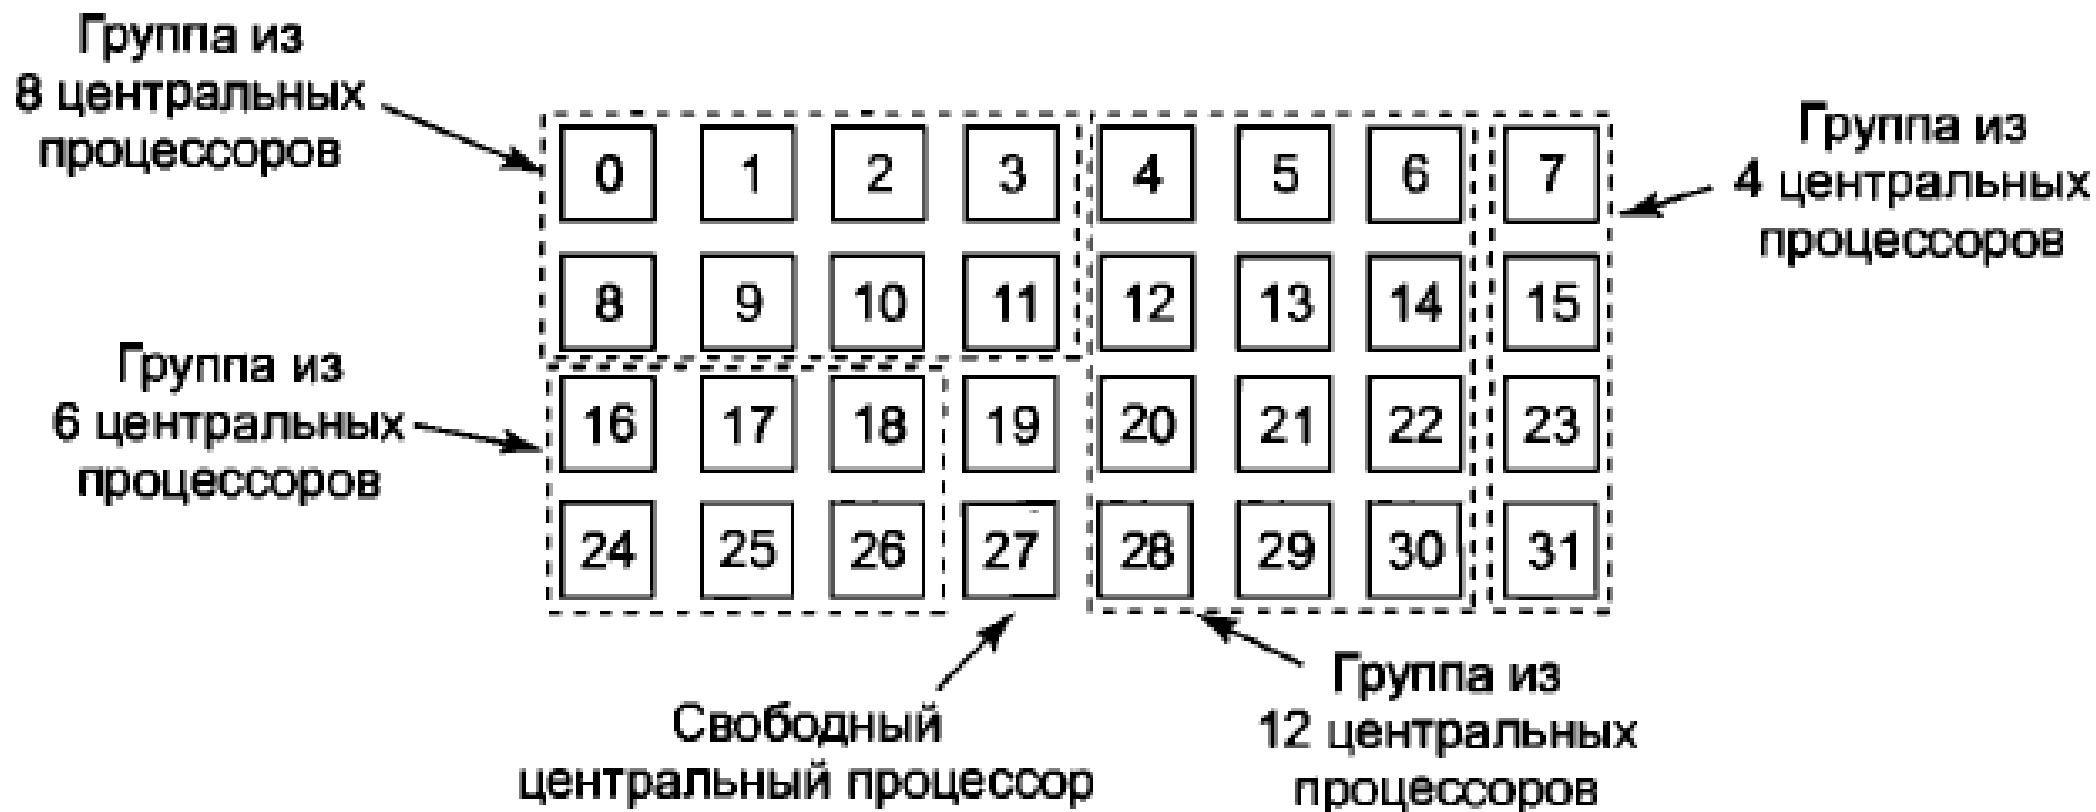 Группа из
8 центральных
процессоров
Группа из
4 центральных
процессоров
0 1 2 3 4 5 6 7
8 9 10 11 12 13 14 15
Группа из
6 центральных
процессоров
16 17 18 19 20 21 22 23
24 25 26 27 28 29 30 31
Свободный
центральный процессор
Группа из
12 центральных
процессоров